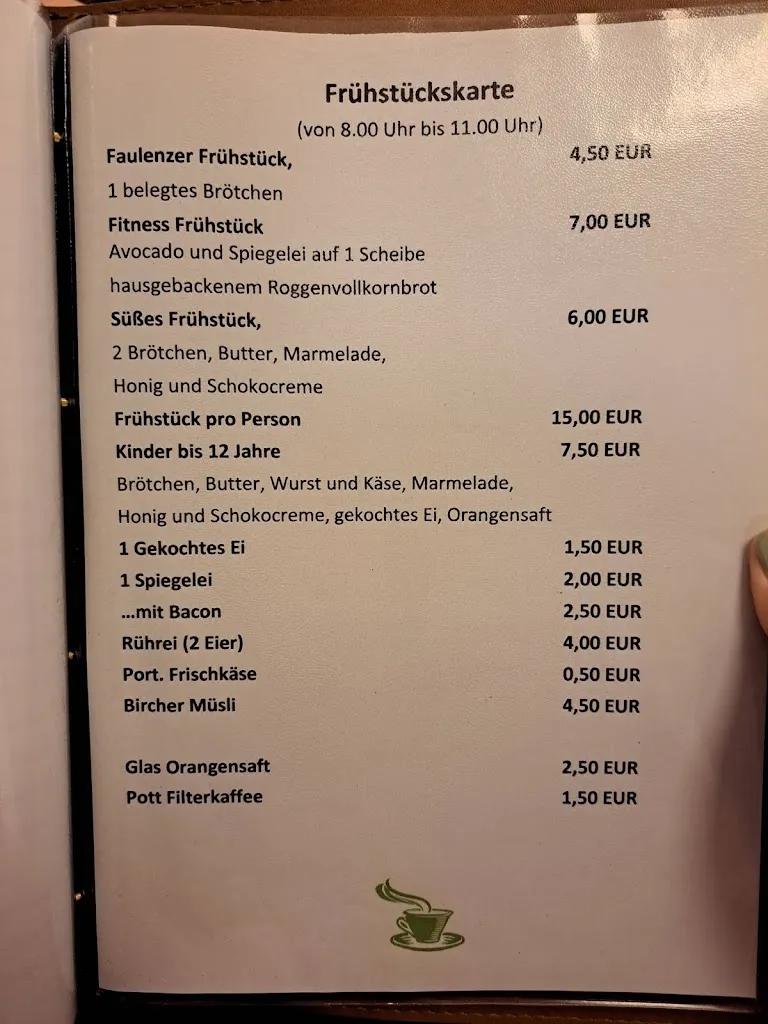 Frühstückskarte
(von 8.00 Uhr bis 11.00 Uhr)
Faulenzer Frühstück, 4,50 EUR
1 belegtes Brötchen
Fitness Frühstück 7,00 EUR
Avocado und Spiegelei auf 1 Scheibe
hausgebackenem Roggenvollkornbrot
Süßes Frühstück, 6,00 EUR
2 Brötchen, Butter, Marmelade,
Honig und Schokocreme
Frühstück pro Person 15,00 EUR
Kinder bis 12 Jahre 7,50 EUR
Brötchen, Butter, Wurst und Käse, Marmelade,
Honig und Schokocreme, gekochtes Ei, Orangensaft
1 Gekochtes Ei 1,50 EUR
1 Spiegelei 2,00 EUR
...mit Bacon 2,50 EUR
Rührei (2 Eier) 4,00 EUR
Port. Frischkäse 0,50 EUR
Bircher Müsli 4,50 EUR
Glas Orangensaft 2,50 EUR
Pott Filterkaffee 1,50 EUR